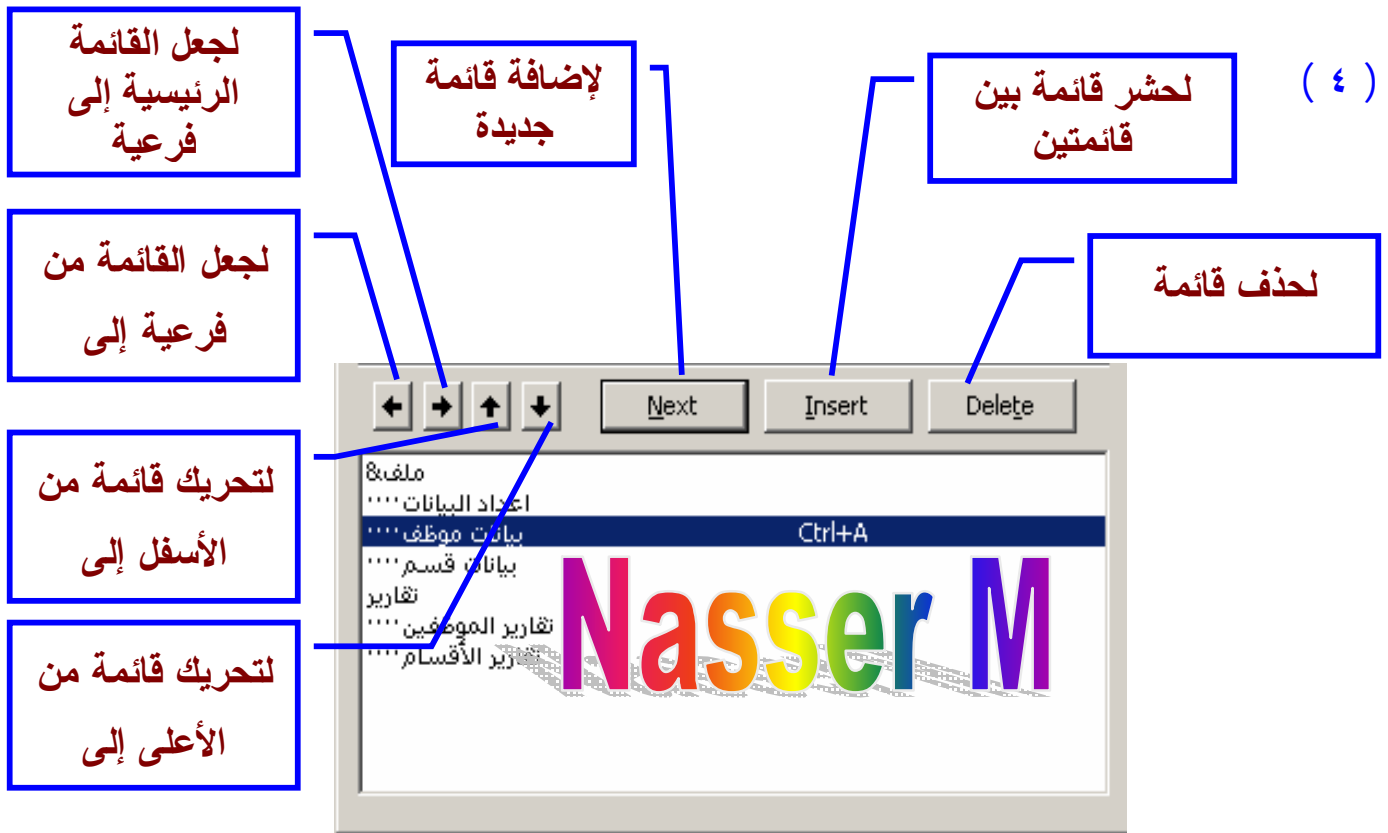 ( ٤ )
لجعل القائمة
الرئيسية إلى
فرعية
لإضافة قائمة
جديدة
لحشر قائمة بين
قائمتين
لجعل القائمة من
فرعية إلى
لحذف قائمة
لتحريك قائمة من
الأسفل إلى
لتحريك قائمة من
الأعلى إلى
Next Insert Delete
ملف&
اعداد البيانات ····
بيانات موظف ···· Ctrl+A
بيانات قسم ····
تقارير
تقارير الموظفين ····
تقارير الأقسام ····
Nasser M